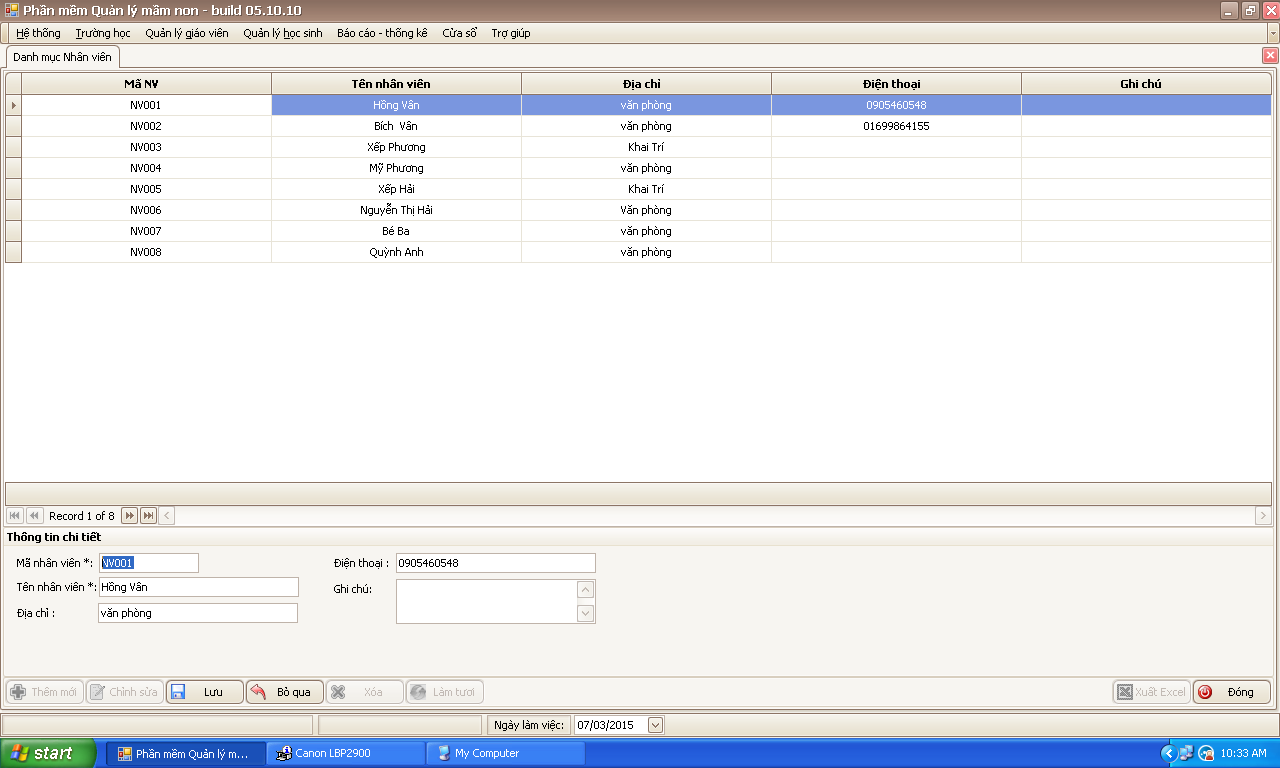 Phần mềm Quản lý mầm non - build 05.10.10
Hệ thống Trường học Quản lý giáo viên Quản lý học sinh Báo cáo - thống kê Cửa sổ Trợ giúp
Danh mục Nhân viên
Mã NV Tên nhân viên Địa chỉ Điện thoại Ghi chú
NV001 Hồng Vân văn phòng 0905460548
NV002 Bích Vân văn phòng 01699864155
NV003 Xếp Phương Khai Trí
NV004 Mỹ Phương văn phòng
NV005 Xếp Hải Khai Trí
NV006 Nguyễn Thị Hải Văn phòng
NV007 Bé Ba văn phòng
NV008 Quỳnh Anh văn phòng
Record 1 of 8
Thông tin chi tiết
Mã nhân viên *: NV001 Điện thoại : 0905460548
Tên nhân viên *: Hồng Vân Ghi chú:
Địa chỉ : văn phòng
Thêm mới Chỉnh sửa Lưu Bỏ qua Xóa Làm tươi Xuất Excel Đóng
Ngày làm việc: 07/03/2015
start Phần mềm Quản lý m... Canon LBP2900 My Computer 10:33 AM